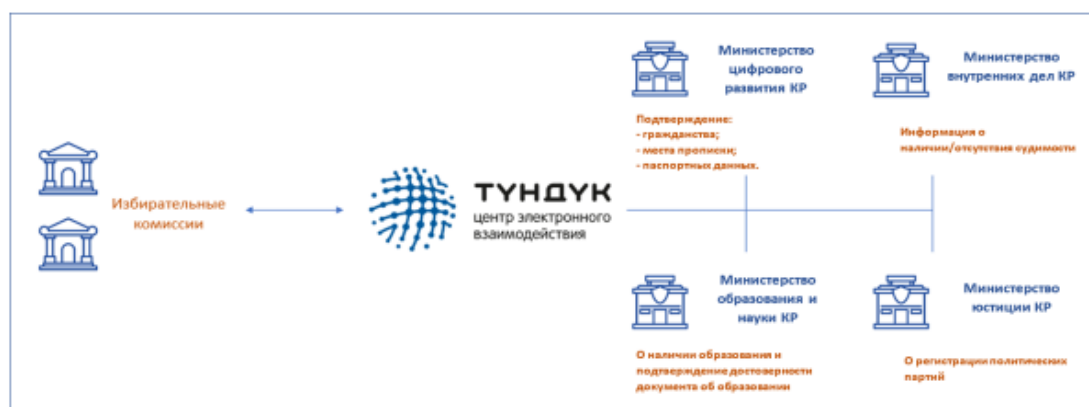 Избирательные
комиссии
ТҮНДҮК
центр электронного
взаимодействия
Министерство
цифрового
развития КР
Подтверждение:
- гражданства;
- места прописки;
- паспортных данных.
Министерство
внутренних дел КР
Информация о
наличии/отсутствия судимости
Министерство
образования и
науки КР
О наличии образования и
подтверждение достоверности
документа об образовании
Министерство
юстиции КР
О регистрации политических
партий